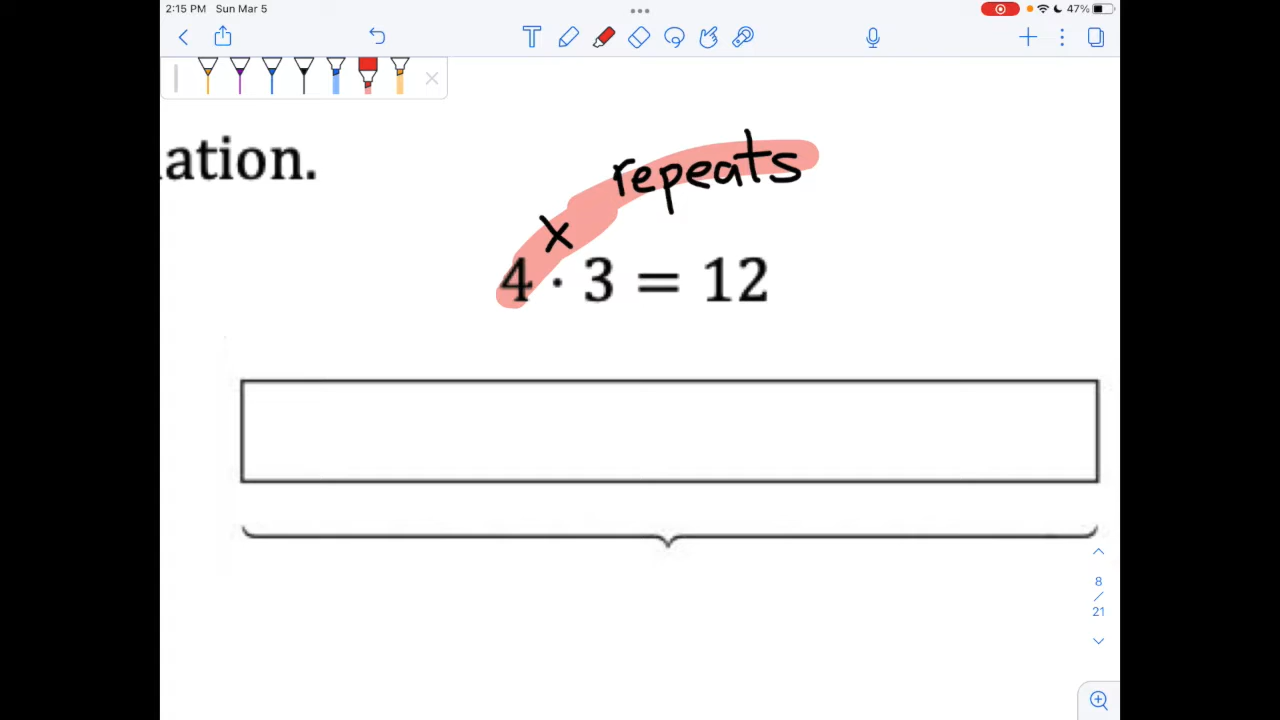 2:15 PM Sun Mar 5
47%
T
ation.
repeats
x
4 · 3 = 12
8
/
21